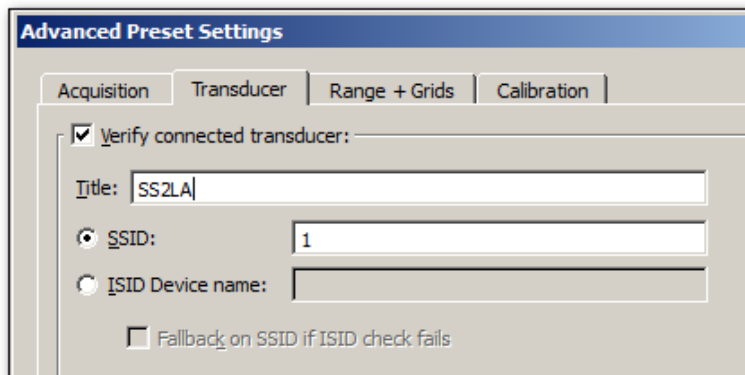 Advanced Preset Settings
Acquisition Transducer Range + Grids Calibration
Verify connected transducer:
Title: SS2LA
SSID: 1
ISID Device name:
Fallback on SSID if ISID check fails